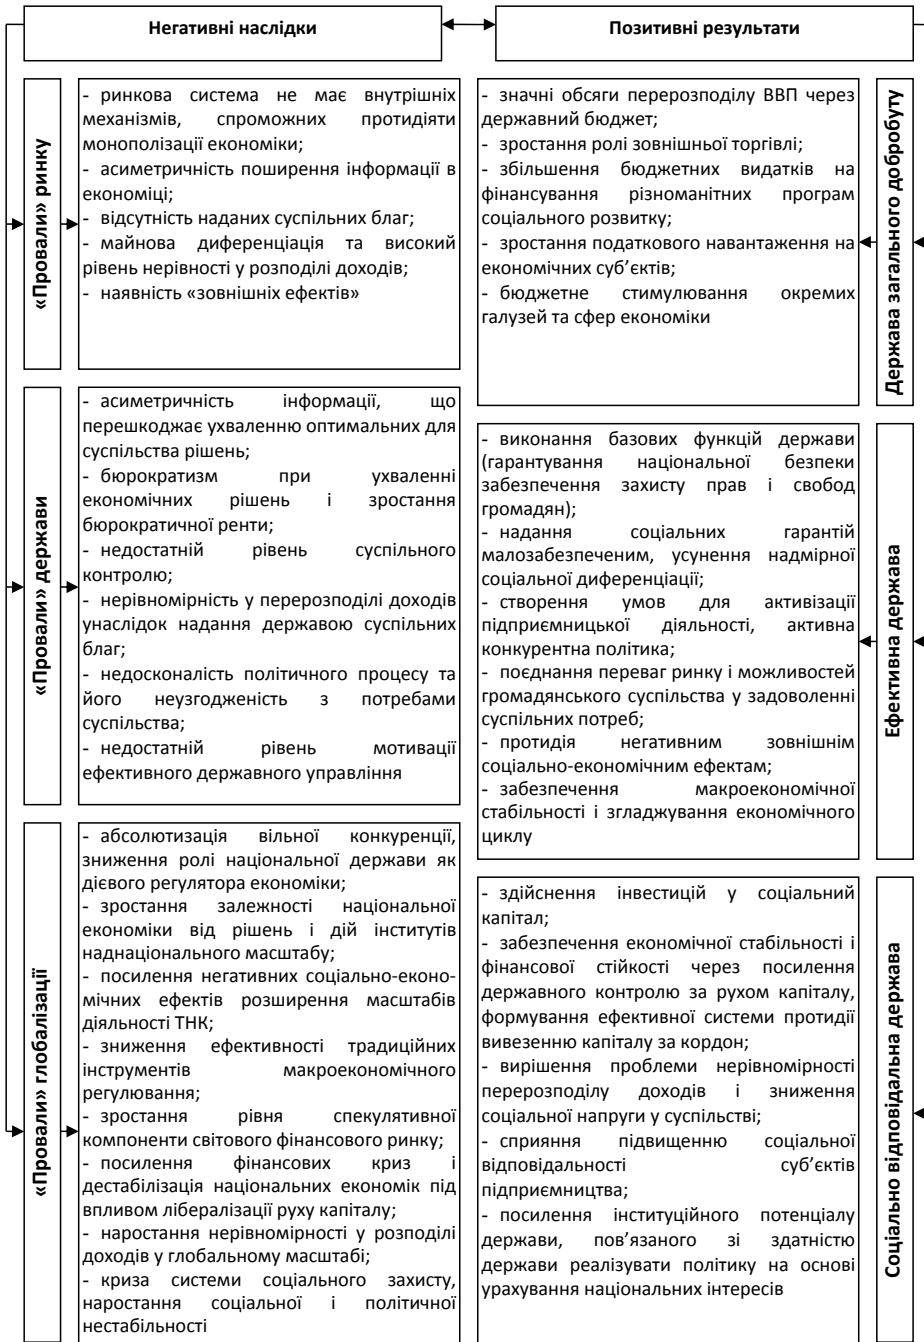 Негативні наслідки
Позитивні результати
«Провали» ринку
- ринкова система не має внутрішніх
механізмів, спроможних протидіяти
монополізації економіки;
- асиметричність поширення інформації в
економіці;
- відсутність наданих суспільних благ;
- майнова диференціація та високий
рівень нерівності у розподілі доходів;
- наявність «зовнішніх ефектів»
- значні обсяги перерозподілу ВВП через
державний бюджет;
- зростання ролі зовнішньої торгівлі;
- збільшення бюджетних видатків на
фінансування різноманітних програм
соціального розвитку;
- зростання податкового навантаження на
економічних суб’єктів;
- бюджетне стимулювання окремих
галузей та сфер економіки
Держава загального добробуту
«Провали» держави
- асиметричність інформації, що
перешкоджає ухваленню оптимальних для
суспільства рішень;
- бюрократизм при ухваленні
економічних рішень і зростання
бюрократичної ренти;
- недостатній рівень суспільного
контролю;
- нерівномірність у перерозподілі доходів
унаслідок надання державою суспільних
благ;
- недосконалість політичного процесу та
його неузгодженість з потребами
суспільства;
- недостатній рівень мотивації
ефективного державного управління
- виконання базових функцій держави
(гарантування національної безпеки
забезпечення захисту прав і свобод
громадян);
- надання соціальних гарантій
малозабезпеченим, усунення надмірної
соціальної диференціації;
- створення умов для активізації
підприємницької діяльності, активна
конкурентна політика;
- поєднання переваг ринку і можливостей
громадянського суспільства у задоволенні
суспільних потреб;
- протидія негативним зовнішнім
соціально-економічним ефектам;
- забезпечення макроекономічної
стабільності і згладжування економічного
циклу
Ефективна держава
«Провали» глобалізації
- абсолютизація вільної конкуренції,
зниження ролі національної держави як
дієвого регулятора економіки;
- зростання залежності національної
економіки від рішень і дій інститутів
наднаціонального масштабу;
- посилення негативних соціально-еконо-
мічних ефектів розширення масштабів
діяльності ТНК;
- зниження ефективності традиційних
інструментів макроекономічного
регулювання;
- зростання рівня спекулятивної
компоненти світового фінансового ринку;
- посилення фінансових криз і
дестабілізація національних економік під
впливом лібералізації руху капіталу;
- наростання нерівномірності у розподілі
доходів у глобальному масштабі;
- криза системи соціального захисту,
наростання соціальної і політичної
нестабільності
- здійснення інвестицій у соціальний
капітал;
- забезпечення економічної стабільності і
фінансової стійкості через посилення
державного контролю за рухом капіталу,
формування ефективної системи протидії
вивезенню капіталу за кордон;
- вирішення проблеми нерівномірності
перерозподілу доходів і зниження
соціальної напруги у суспільстві;
- сприяння підвищенню соціальної
відповідальності суб’єктів
підприємництва;
- посилення інституційного потенціалу
держави, пов’язаного зі здатністю
держави реалізувати політику на основі
урахування національних інтересів
Соціально відповідальна держава